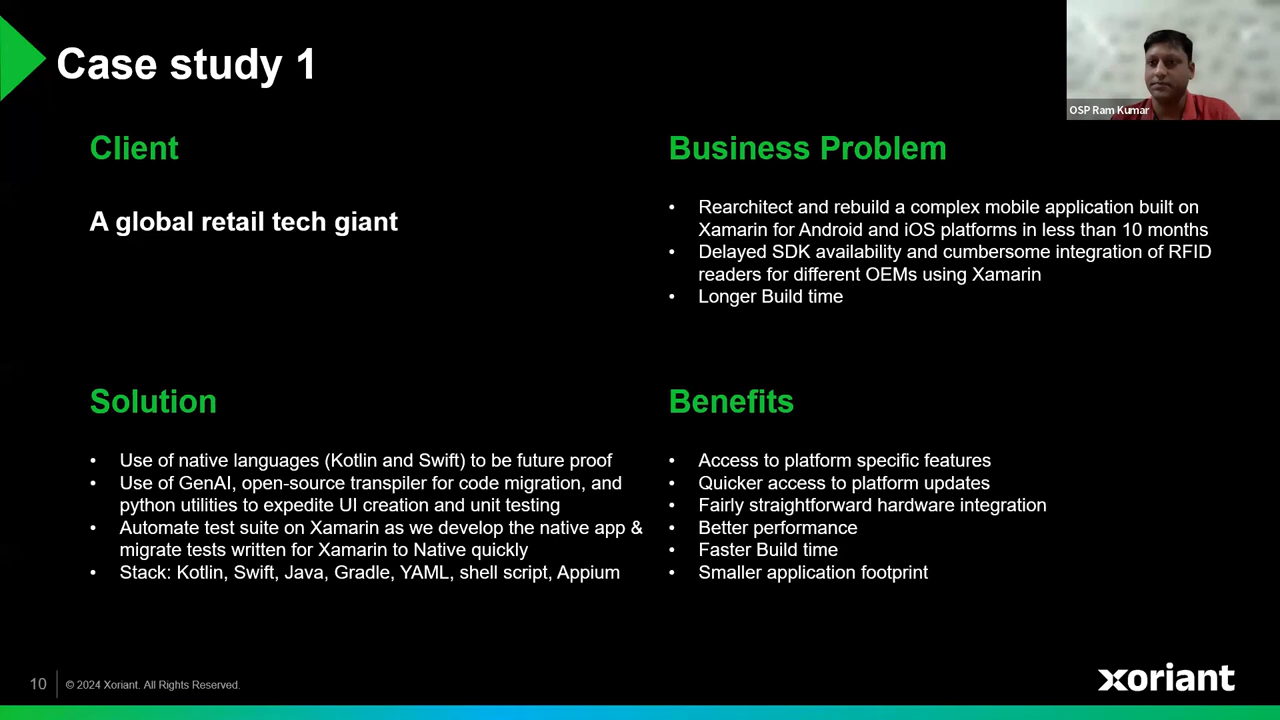 Case study 1
OSP Ram Kumar
Client
A global retail tech giant
Business Problem
• Rearchitect and rebuild a complex mobile application built on
Xamarin for Android and iOS platforms in less than 10 months
• Delayed SDK availability and cumbersome integration of RFID
readers for different OEMs using Xamarin
• Longer Build time
Solution
• Use of native languages (Kotlin and Swift) to be future proof
• Use of GenAI, open-source transpiler for code migration, and
python utilities to expedite UI creation and unit testing
• Automate test suite on Xamarin as we develop the native app &
migrate tests written for Xamarin to Native quickly
• Stack: Kotlin, Swift, Java, Gradle, YAML, shell script, Appium
Benefits
• Access to platform specific features
• Quicker access to platform updates
• Fairly straightforward hardware integration
• Better performance
• Faster Build time
• Smaller application footprint
10
© 2024 Xoriant. All Rights Reserved.
xoriant